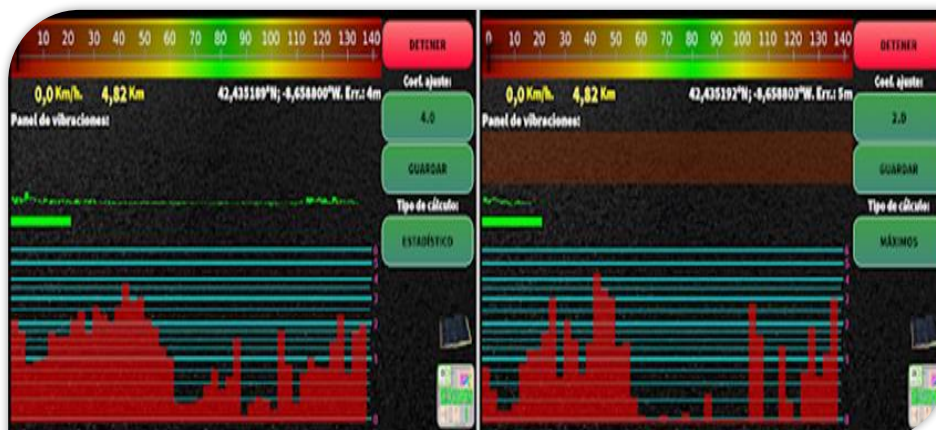 10 20 30 40 50 60 70 80 90 100 110 120 130 140
DETENER
Coef. ajuste:
0,0 Km/h. 4,82 Km
42,435189°N; -8,658800°W. Err.: 4m
4.0
Panel de vibraciones:
GUARDAR
Tipo de cálculo:
ESTADÍSTICO
0 10 20 30 40 50 60 70 80 90 100 110 120 130 140
DETENER
Coef. ajuste:
0,0 Km/h. 4,82 Km
42,435192°N; -8,658803°W. Err.: 5m
2.0
Panel de vibraciones:
GUARDAR
Tipo de cálculo:
MÁXIMOS